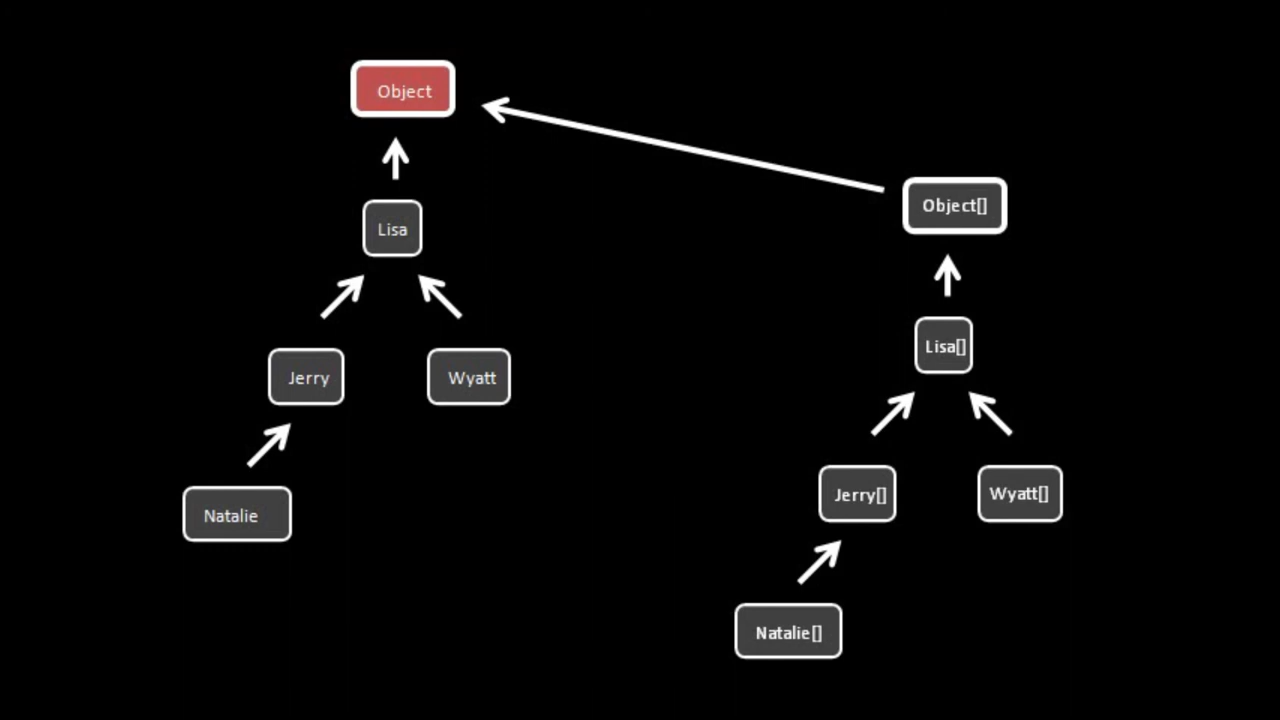 Object
Object[]
Lisa
Lisa[]
Jerry
Wyatt
Jerry[]
Wyatt[]
Natalie
Natalie[]